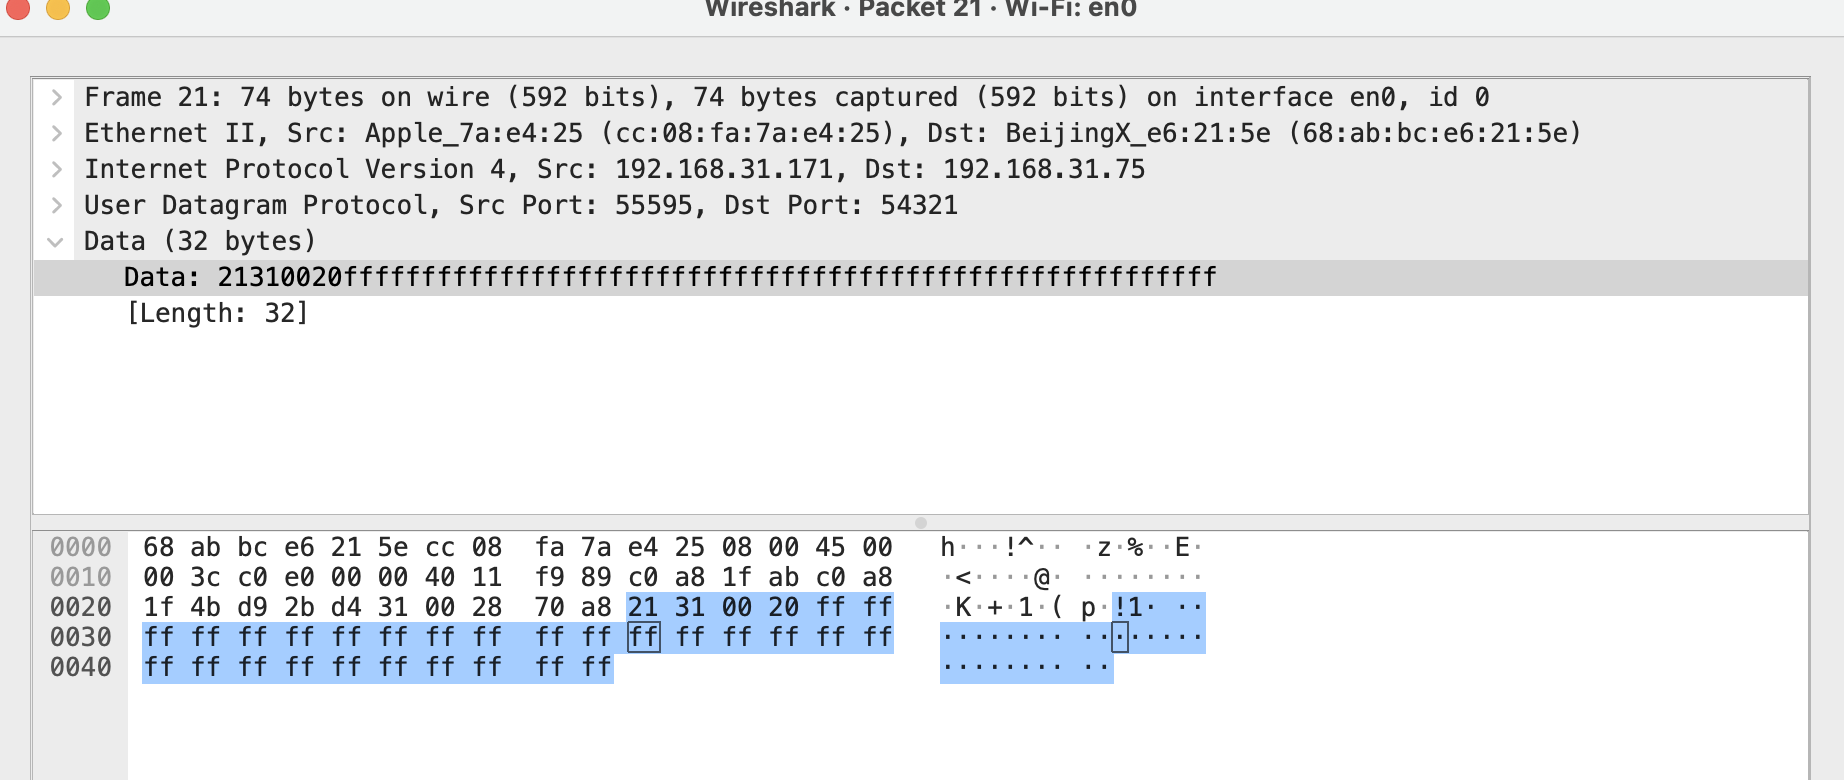 Wireshark · Packet 21 · Wi-Fi: en0
Frame 21: 74 bytes on wire (592 bits), 74 bytes captured (592 bits) on interface en0, id 0
Ethernet II, Src: Apple_7a:e4:25 (cc:08:fa:7a:e4:25), Dst: BeijingX_e6:21:5e (68:ab:bc:e6:21:5e)
Internet Protocol Version 4, Src: 192.168.31.171, Dst: 192.168.31.75
User Datagram Protocol, Src Port: 55595, Dst Port: 54321
Data (32 bytes)
Data: 21310020ffffffffffffffffffffffffffffffffffffffffffffffffffffffff
[Length: 32]
0000 68 ab bc e6 21 5e cc 08 fa 7a e4 25 08 00 45 00 h···!^·· ·z·%··E·
0010 00 3c c0 e0 00 00 40 11 f9 89 c0 a8 1f ab c0 a8 ·<····@· ········
0020 1f 4b d9 2b d4 31 00 28 70 a8 21 31 00 20 ff ff ·K·+·1·( p·!1· ··
0030 ff ff ff ff ff ff ff ff ff ff ff ff ff ff ff ff ········ ········
0040 ff ff ff ff ff ff ff ff ff ff ········ ··